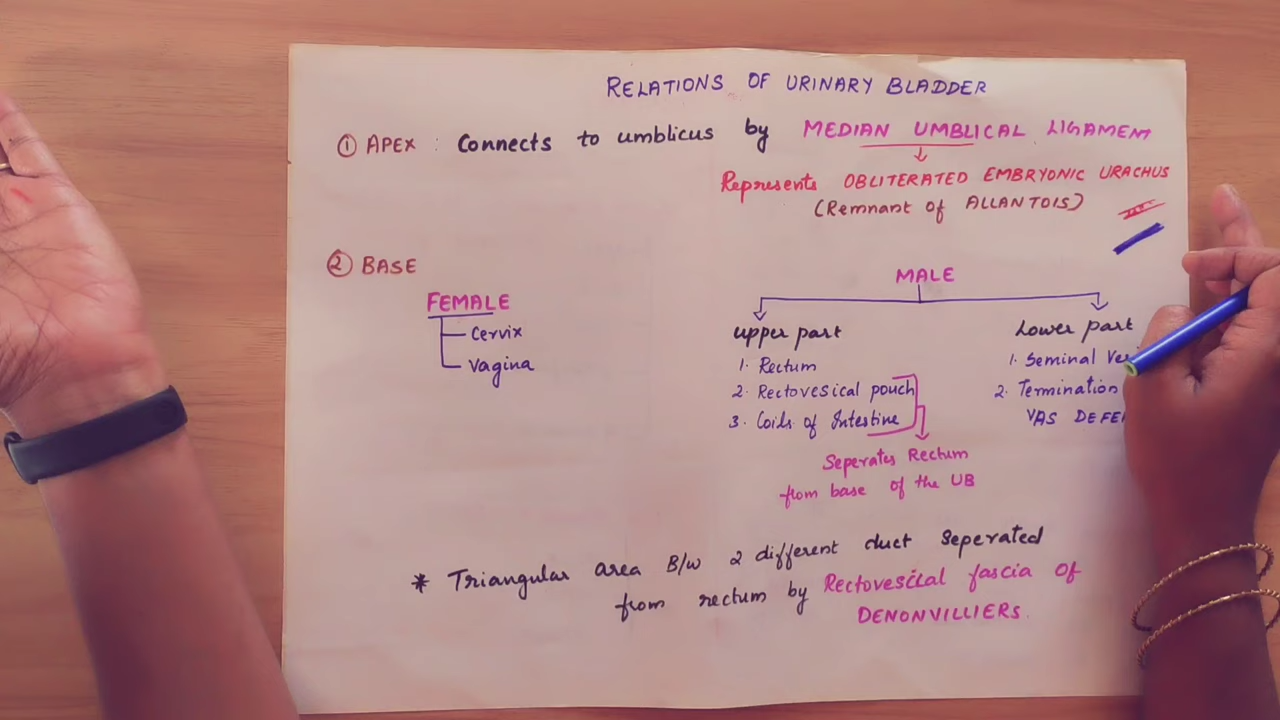 RELATIONS OF URINARY BLADDER
① APEX : Connects to umblicus by MEDIAN UMBLICAL LIGAMENT
Represents OBLITERATED EMBRYONIC URACHUS
(Remnant of ALLANTOIS)
② BASE
FEMALE
Cervix
Vagina
MALE
upper part
1. Rectum
2. Rectovesical pouch
3. Coils of Intestine
Seperates Rectum
from base of the UB
Lower part
1. Seminal
2. Termination
VAS
* Triangular area B/w 2 different duct seperated
from rectum by Rectovesical fascia of
DENONVILLIERS.